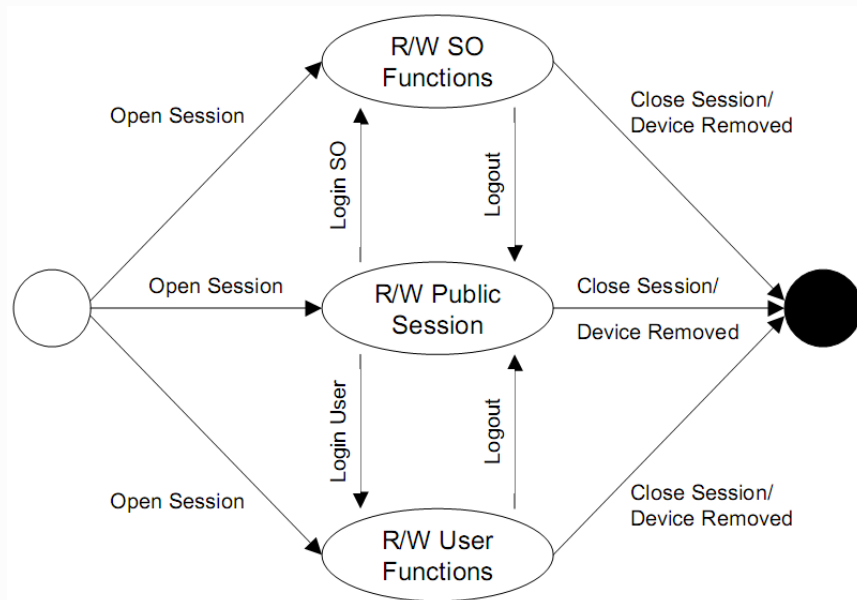 R/W SO
Functions
Open Session
Close Session/
Device Removed
Login SO
Logout
Open Session
R/W Public
Session
Close Session/
Device Removed
Login User
Logout
Open Session
Close Session/
Device Removed
R/W User
Functions